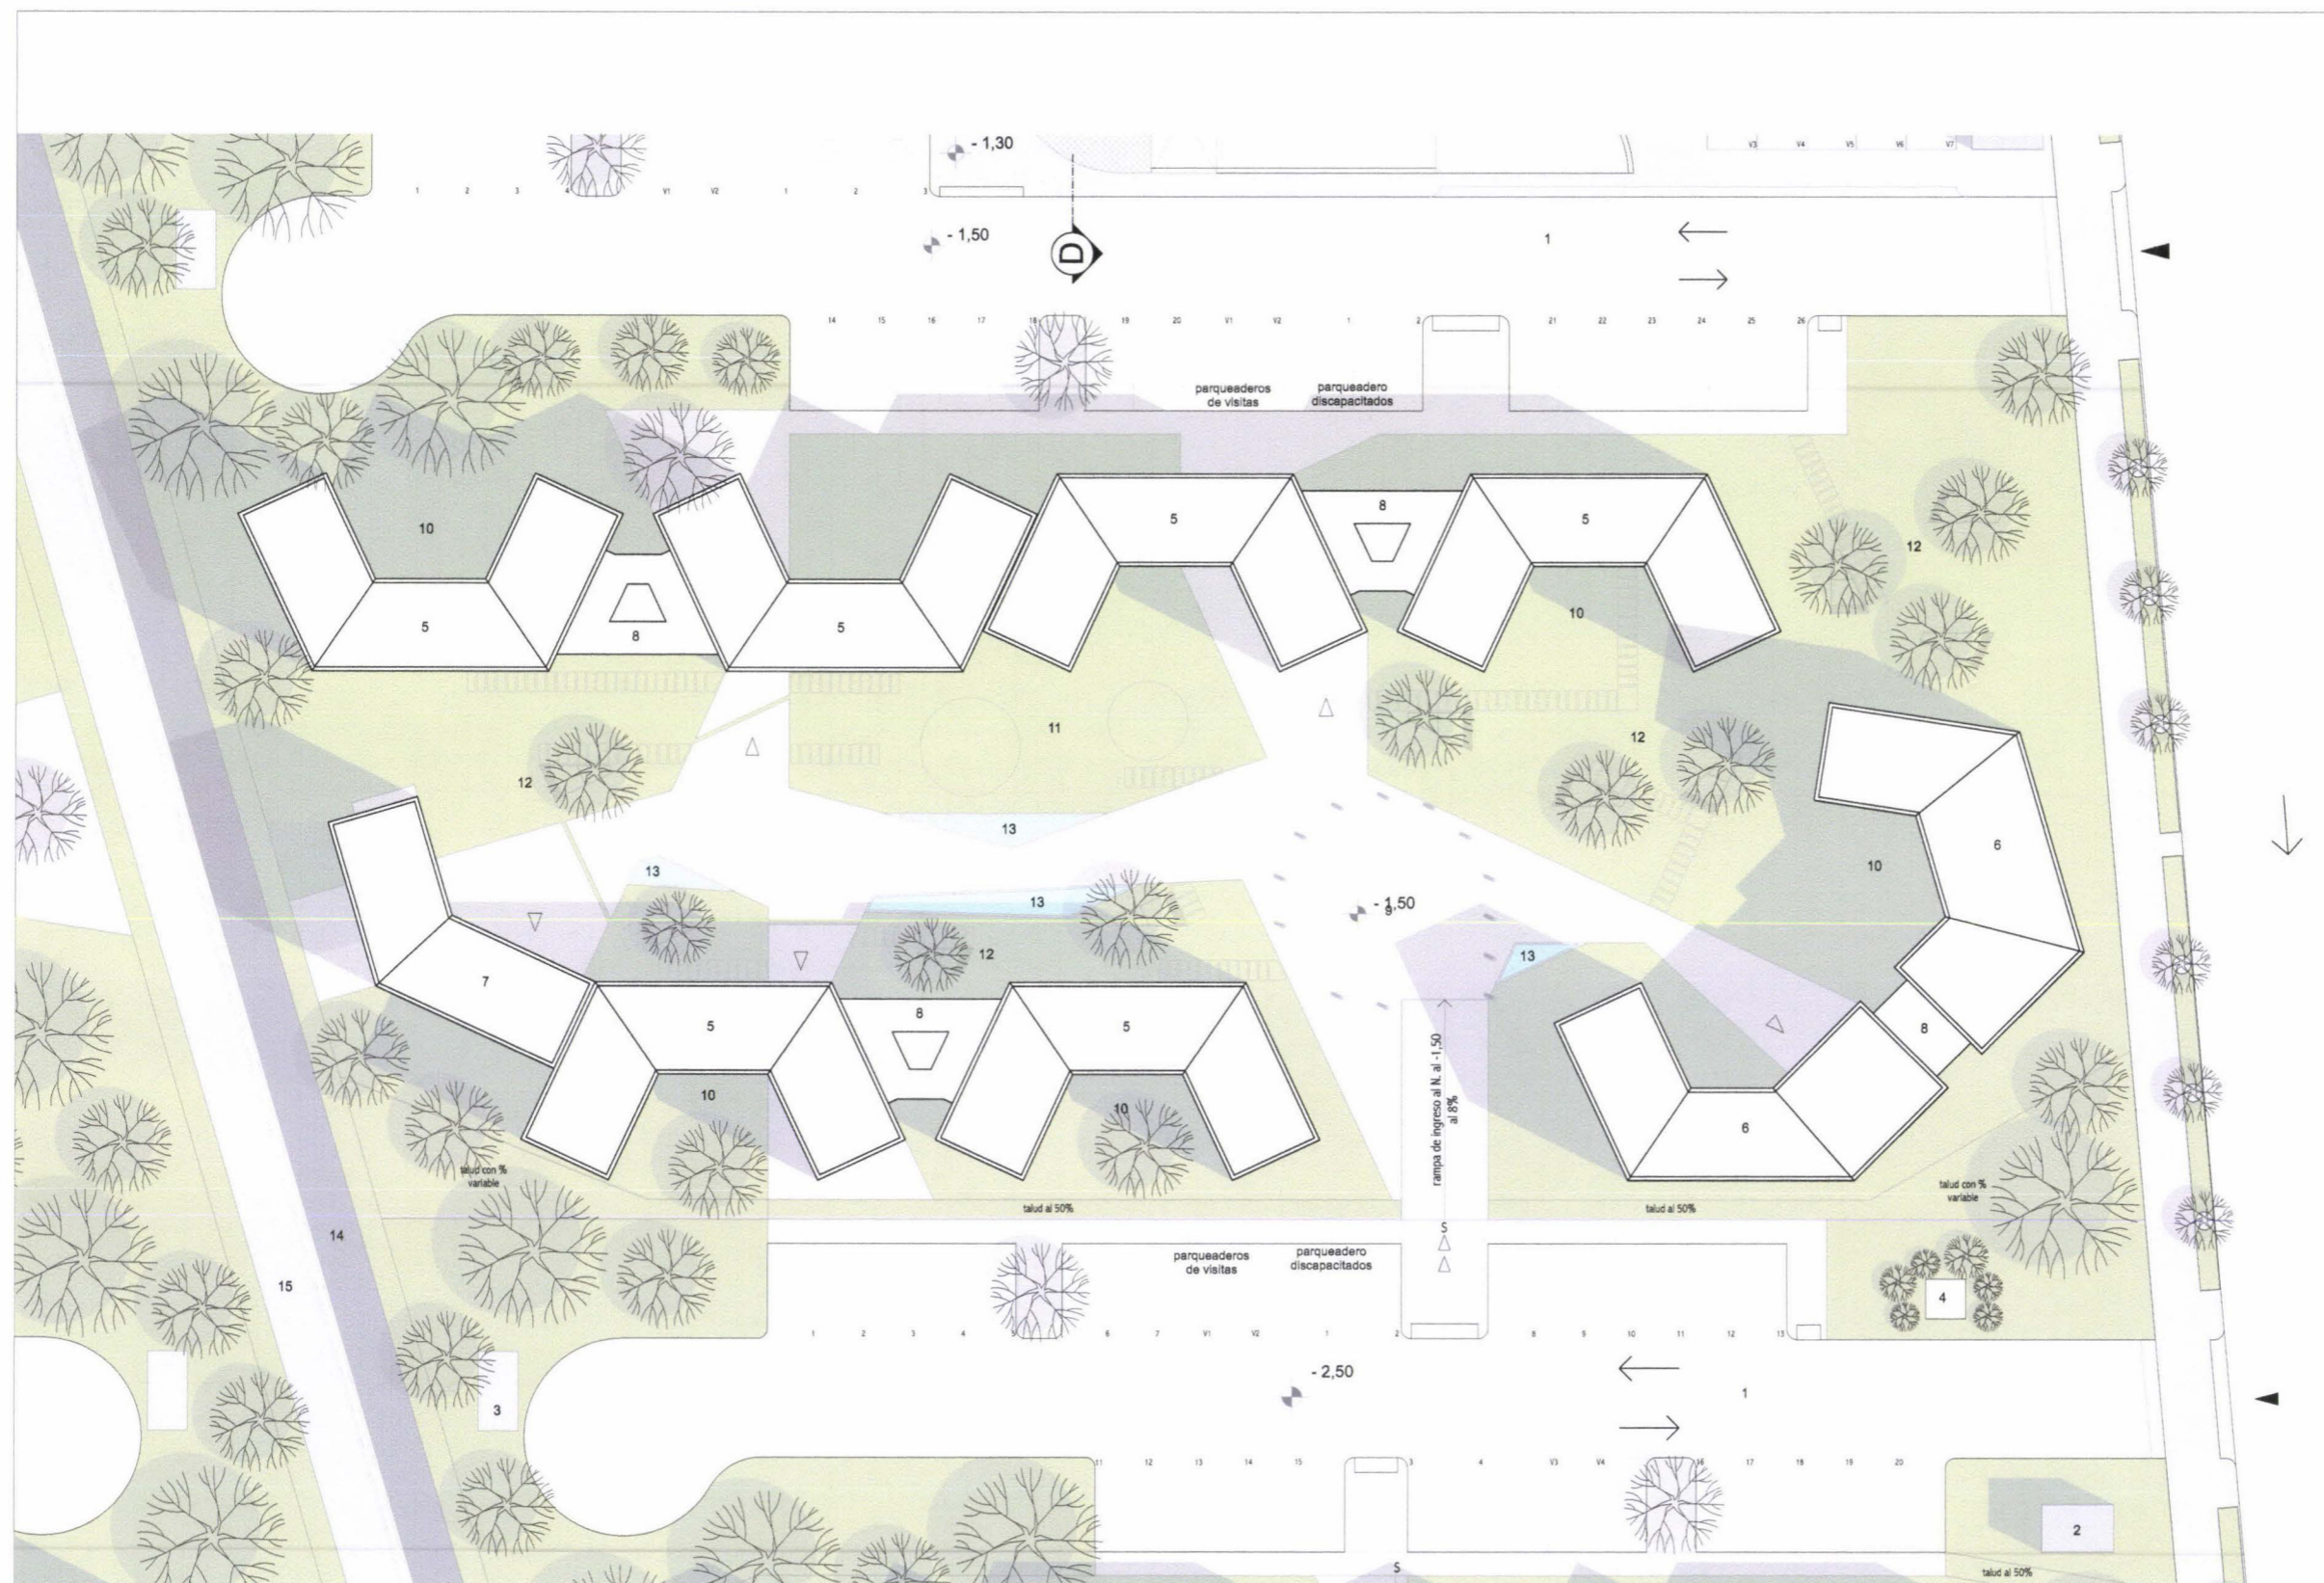 - 1,30
V3 V4 V5 V6 V7
1 2 3 4 V1 V2 1 2 3
- 1,50
D
1
14 15 16 17 18 19 20 V1 V2 1 2 21 22 23 24 25 26
parqueaderos
de visitas
parqueadero
discapacitados
10
5
8
5
5
8
5
10
12
11
12
12
13
13
13
12
- 1,50
9
13
10
6
7
5
8
5
10
10
8
6
rampa de ingreso al N. al -1,50
al 8%
talud con %
variable
talud al 50%
talud al 50%
talud con %
variable
14
15
S
parqueaderos
de visitas
parqueadero
discapacitados
4
1 2 3 4 5 6 7 V1 V2 1 2 8 9 10 11 12 13
- 2,50
1
3
11 12 13 14 15 3 4 V3 V4 16 17 18 19 20
2
S
talud al 50%